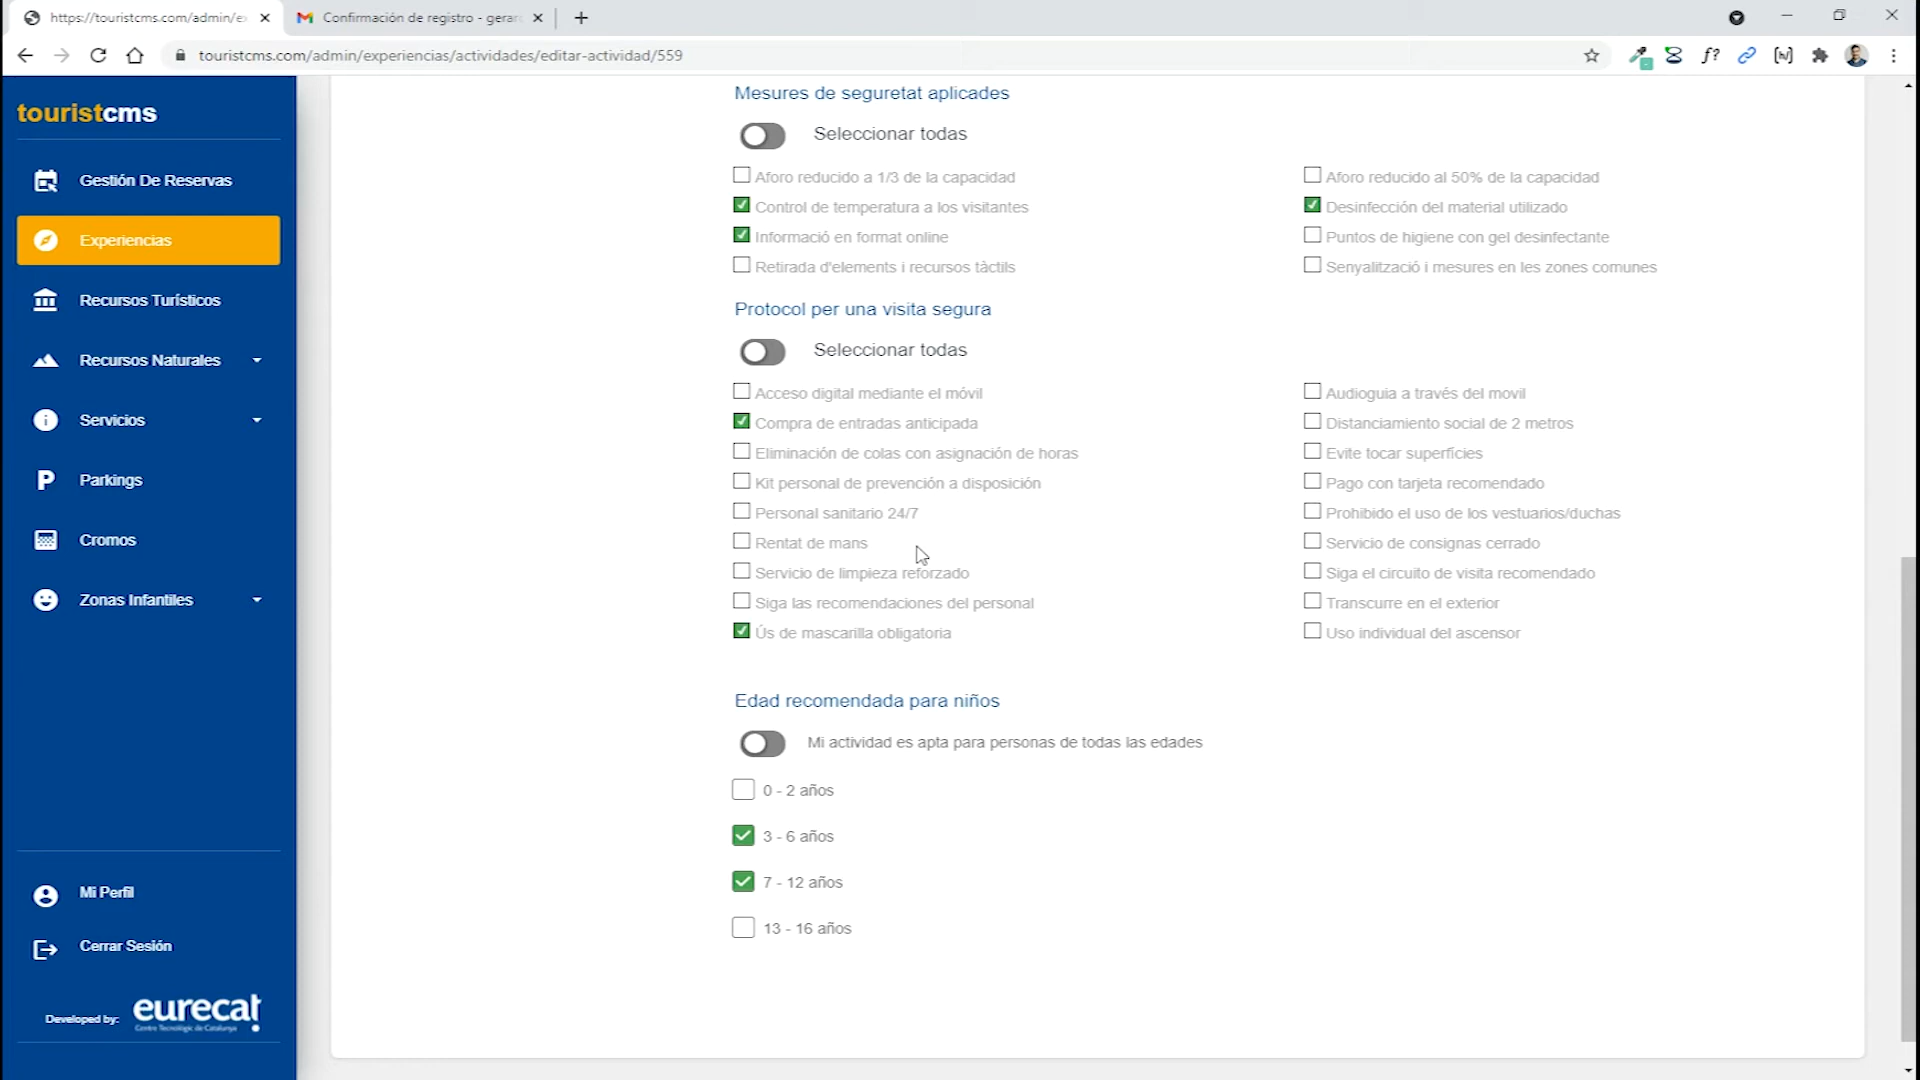 https://touristcms.com/admin/e
Confirmación de registro - gerar
touristcms.com/admin/experiencias/actividades/editar-actividad/559
touristcms
Gestión De Reservas
Experiencias
Recursos Turísticos
Recursos Naturales
Servicios
Parkings
Cromos
Zonas Infantiles
Mi Perfil
Cerrar Sesión
Developed by:
eurecat
Centre Tecnològic de Catalunya
Mesures de seguretat aplicades
Seleccionar todas
Aforo reducido a 1/3 de la capacidad
Aforo reducido al 50% de la capacidad
Control de temperatura a los visitantes
Desinfección del material utilizado
Informació en format online
Puntos de higiene con gel desinfectante
Retirada d'elements i recursos tàctils
Senyalització i mesures en les zones comunes
Protocol per una visita segura
Seleccionar todas
Acceso digital mediante el móvil
Audioguia a través del movil
Compra de entradas anticipada
Distanciamiento social de 2 metros
Eliminación de colas con asignación de horas
Evite tocar superfícies
Kit personal de prevención a disposición
Pago con tarjeta recomendado
Personal sanitario 24/7
Prohibido el uso de los vestuarios/duchas
Rentat de mans
Servicio de consignas cerrado
Servicio de limpieza reforzado
Siga el circuito de visita recomendado
Siga las recomendaciones del personal
Transcurre en el exterior
Ús de mascarilla obligatoria
Uso individual del ascensor
Edad recomendada para niños
Mi actividad es apta para personas de todas las edades
0 - 2 años
3 - 6 años
7 - 12 años
13 - 16 años